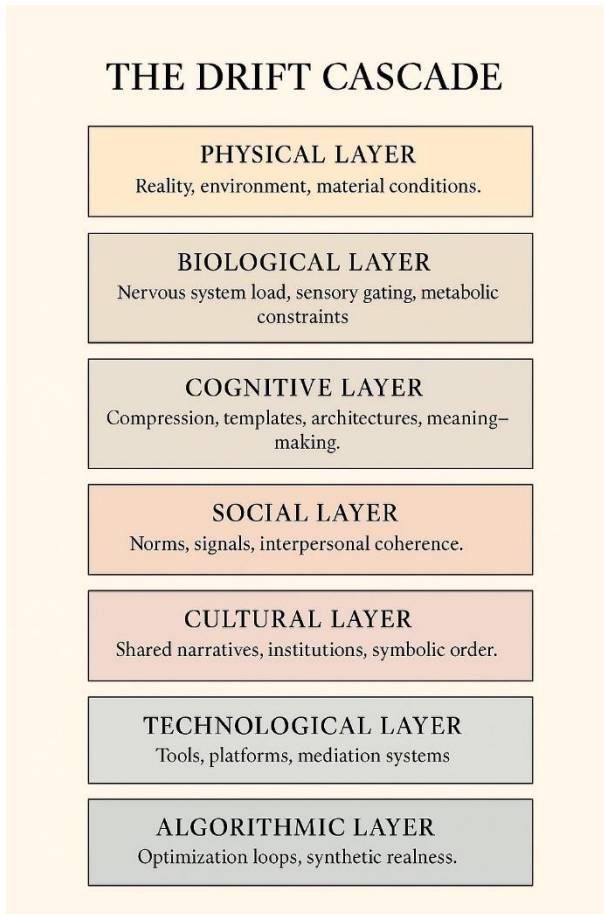 THE DRIFT CASCADE
PHYSICAL LAYER
Reality, environment, material conditions.
BIOLOGICAL LAYER
Nervous system load, sensory gating, metabolic
constraints
COGNITIVE LAYER
Compression, templates, architectures, meaning–
making.
SOCIAL LAYER
Norms, signals, interpersonal coherence.
CULTURAL LAYER
Shared narratives, institutions, symbolic order.
TECHNOLOGICAL LAYER
Tools, platforms, mediation systems
ALGORITHMIC LAYER
Optimization loops, synthetic realness.